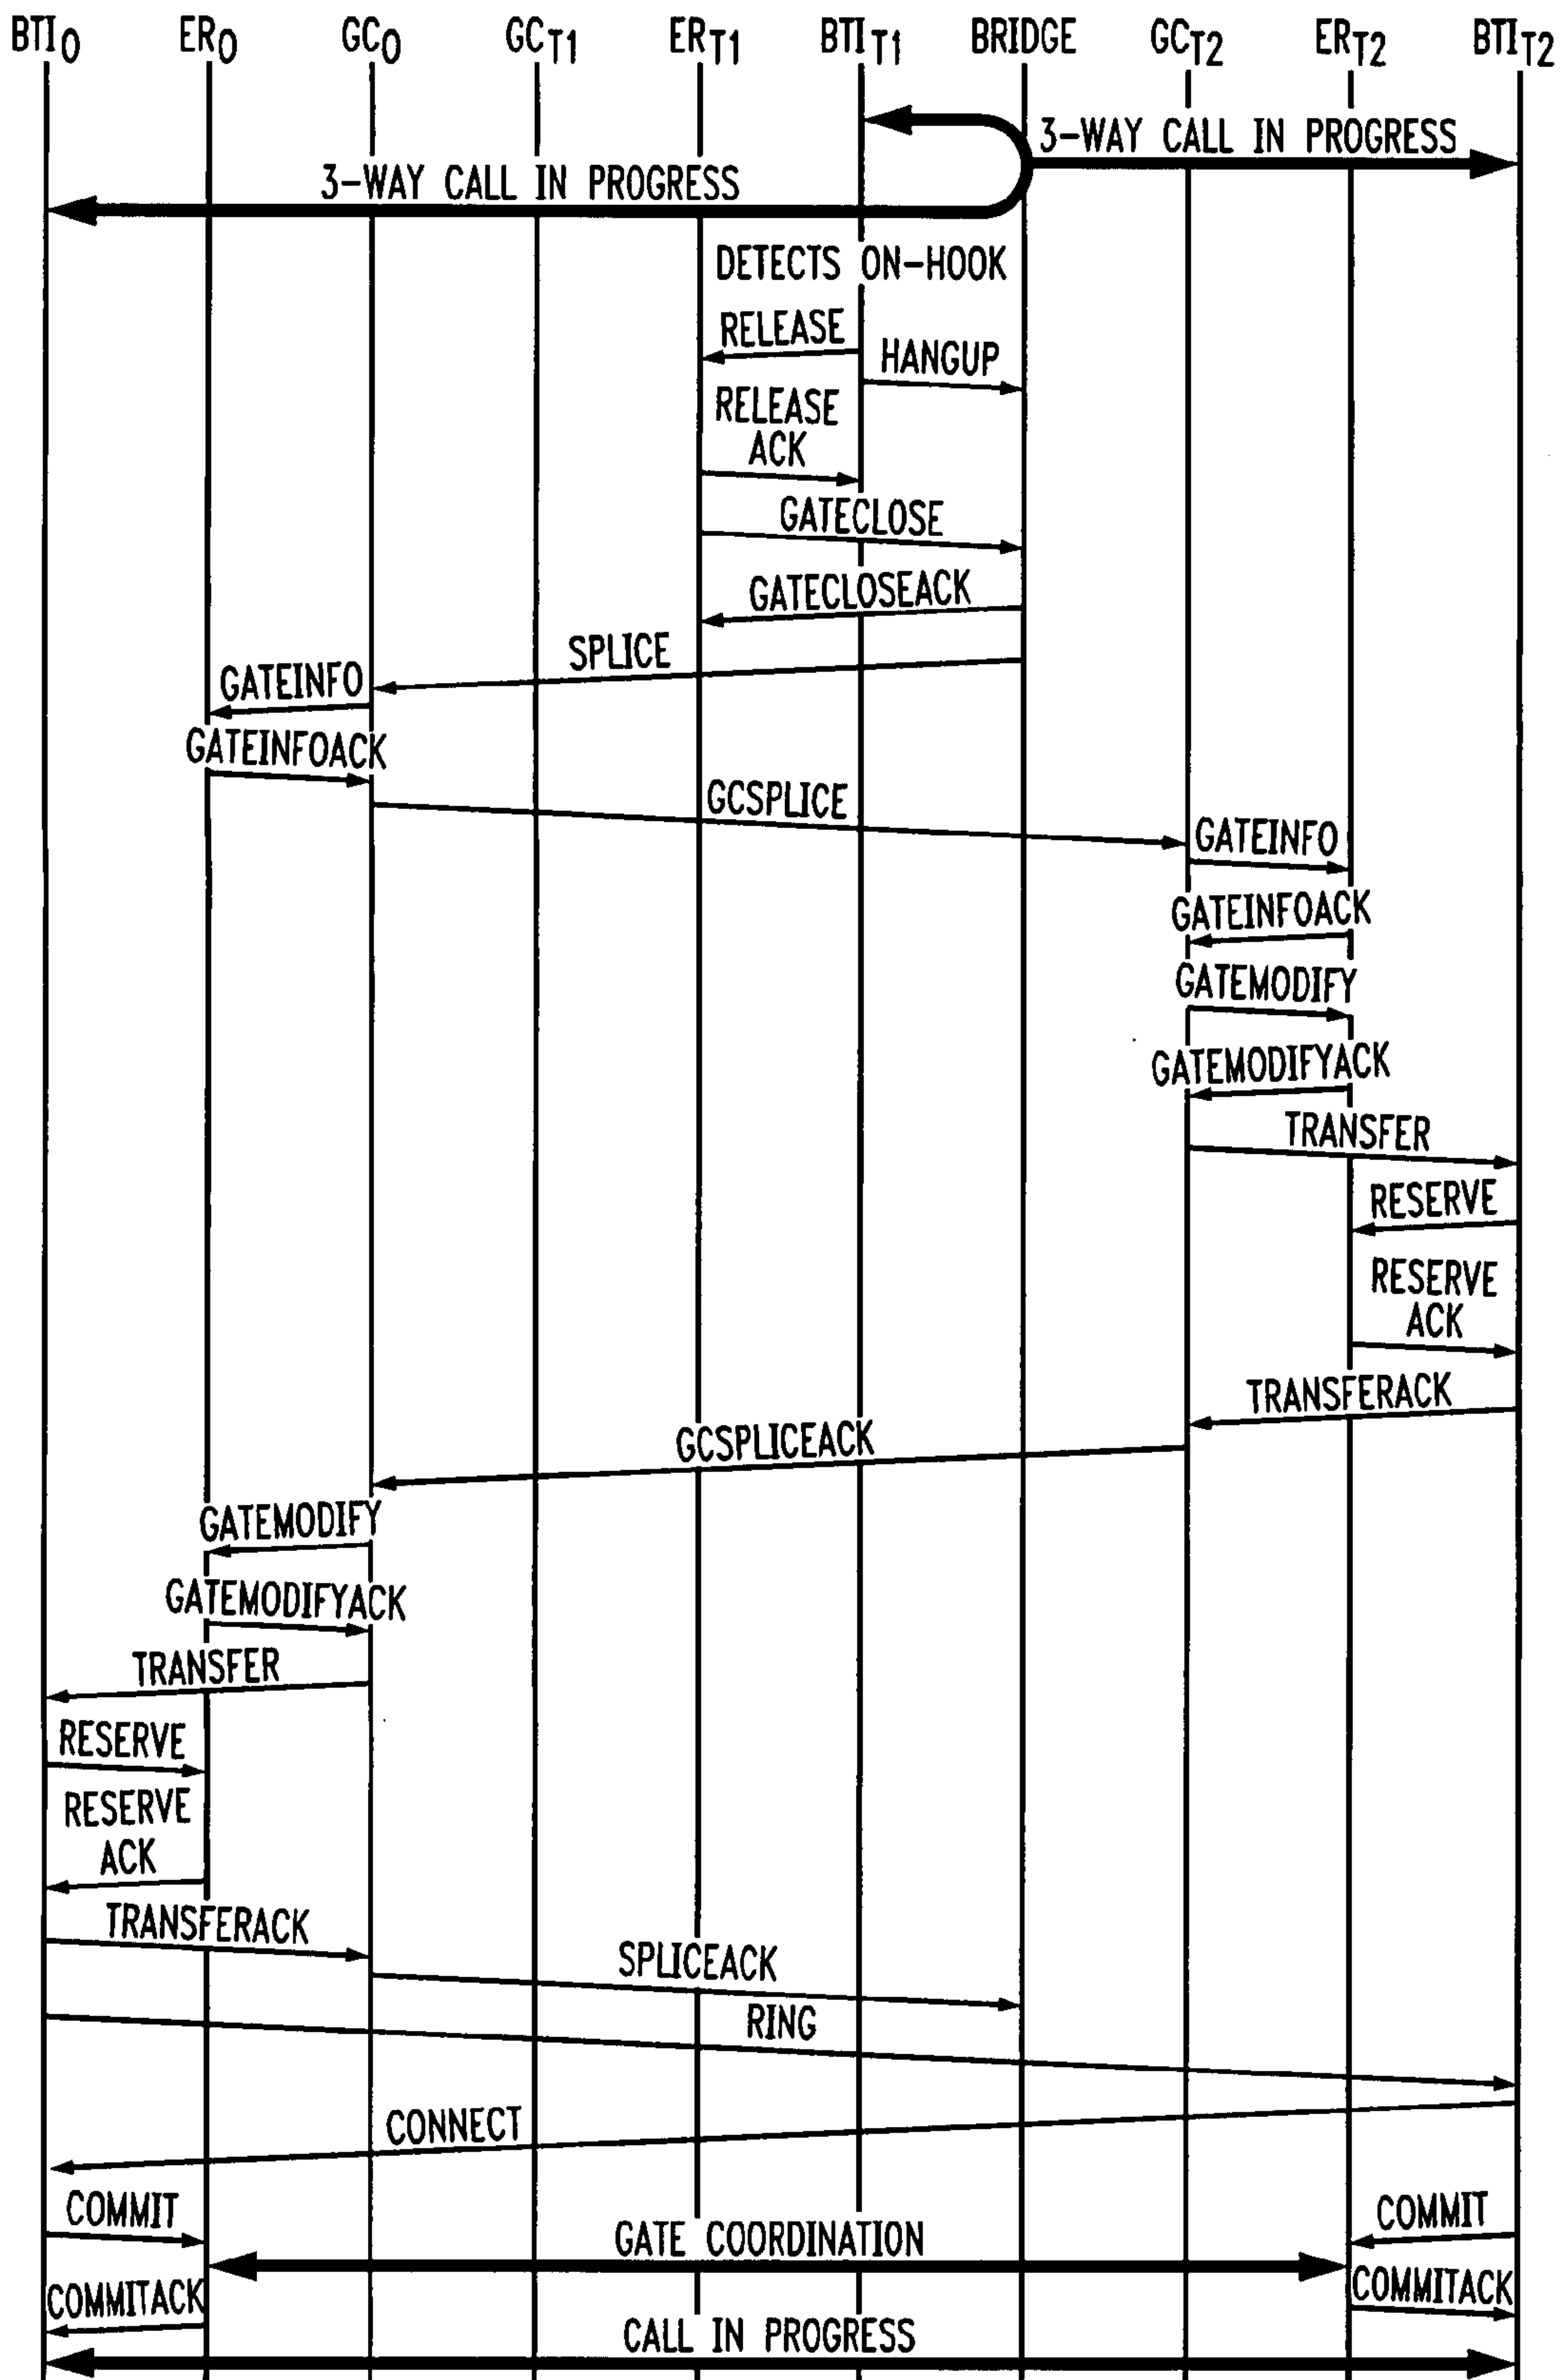 BTI0 ER0 GC0 GCT1 ERT1 BTIT1 BRIDGE GCT2 ERT2 BTIT2
3-WAY CALL IN PROGRESS
3-WAY CALL IN PROGRESS
DETECTS ON-HOOK
RELEASE
HANGUP
RELEASE
ACK
GATECLOSE
GATECLOSEACK
SPLICE
GATEINFO
GATEINFOACK
GCSPLICE
GATEINFO
GATEINFOACK
GATEMODIFY
GATEMODIFYACK
TRANSFER
RESERVE
RESERVE
ACK
TRANSFERACK
GCSPLICEACK
GATEMODIFY
GATEMODIFYACK
TRANSFER
RESERVE
RESERVE
ACK
TRANSFERACK
SPLICEACK
RING
CONNECT
COMMIT
COMMIT
GATE COORDINATION
COMMITACK
COMMITACK
CALL IN PROGRESS